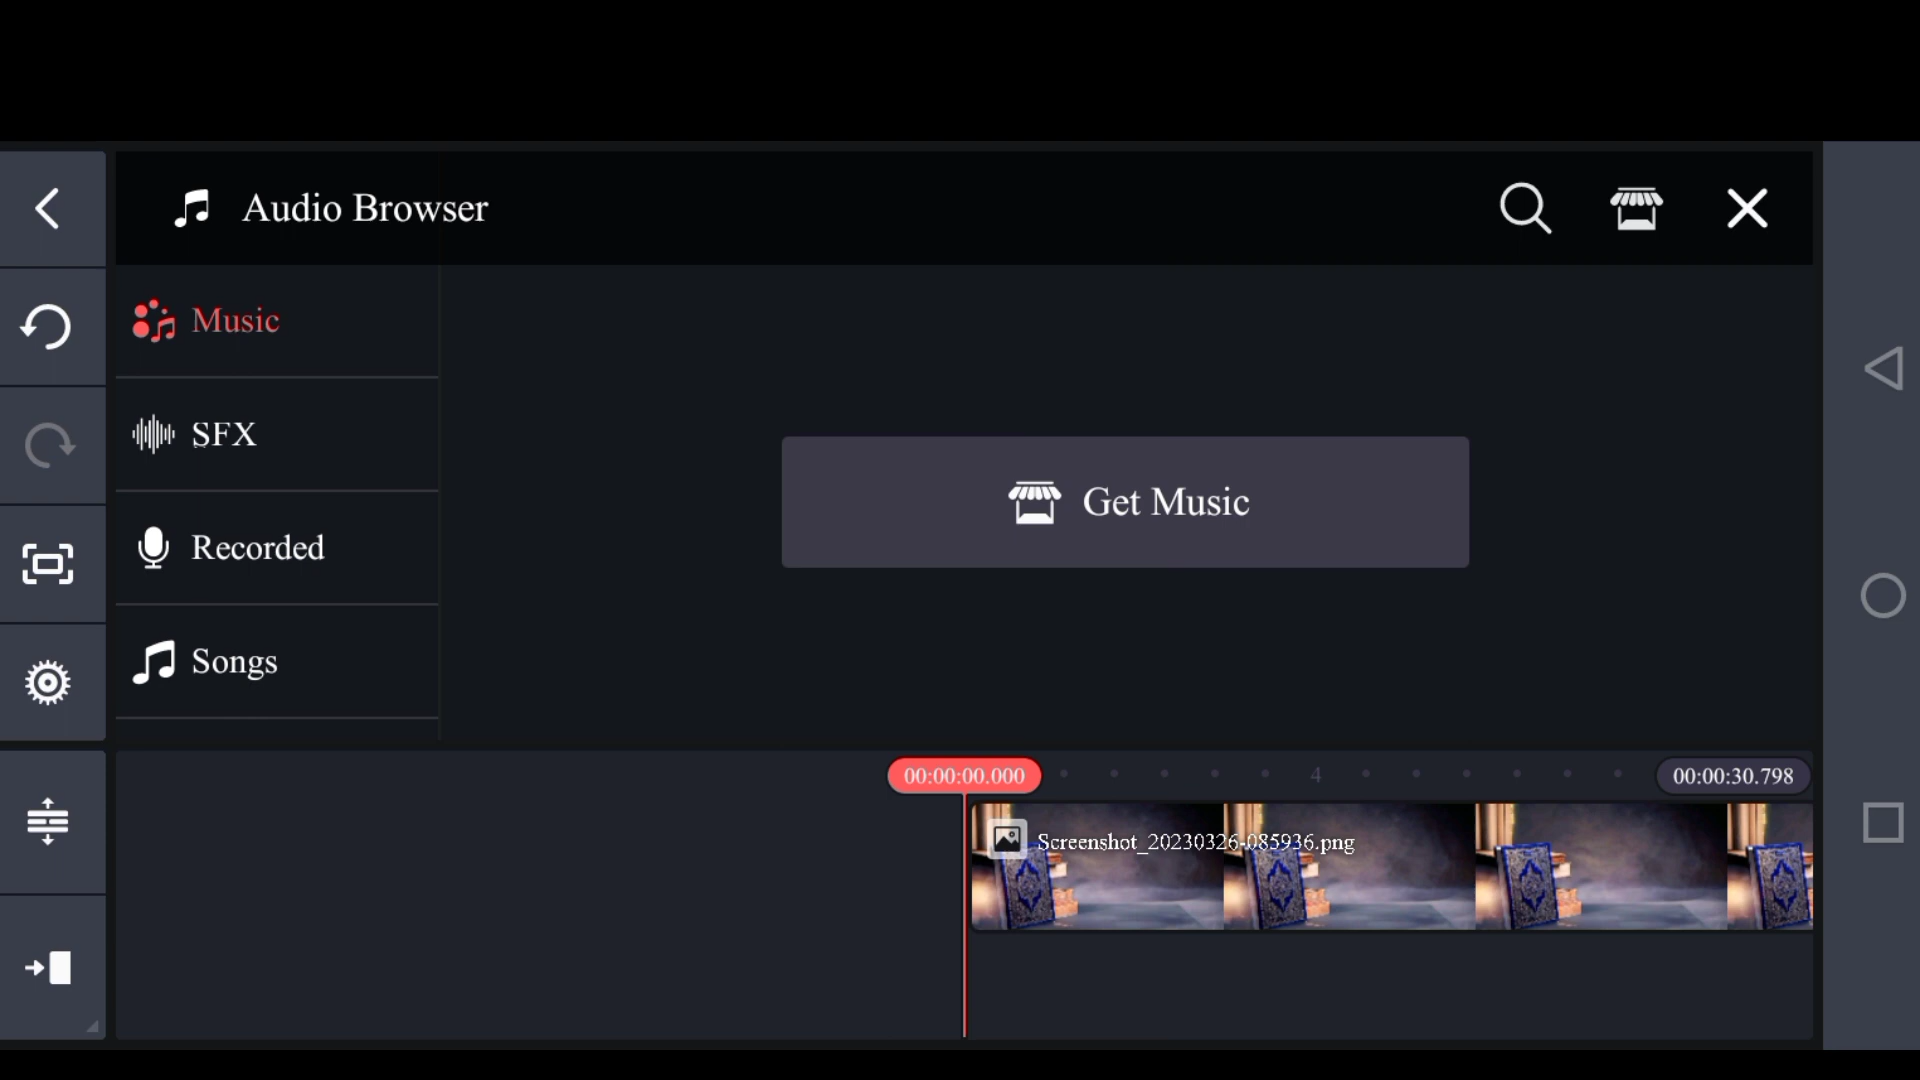 Audio Browser
Music
SFX
Recorded
Songs
Get Music
00:00:00.000
4
00:00:30.798
Screenshot_20230326-085936.png